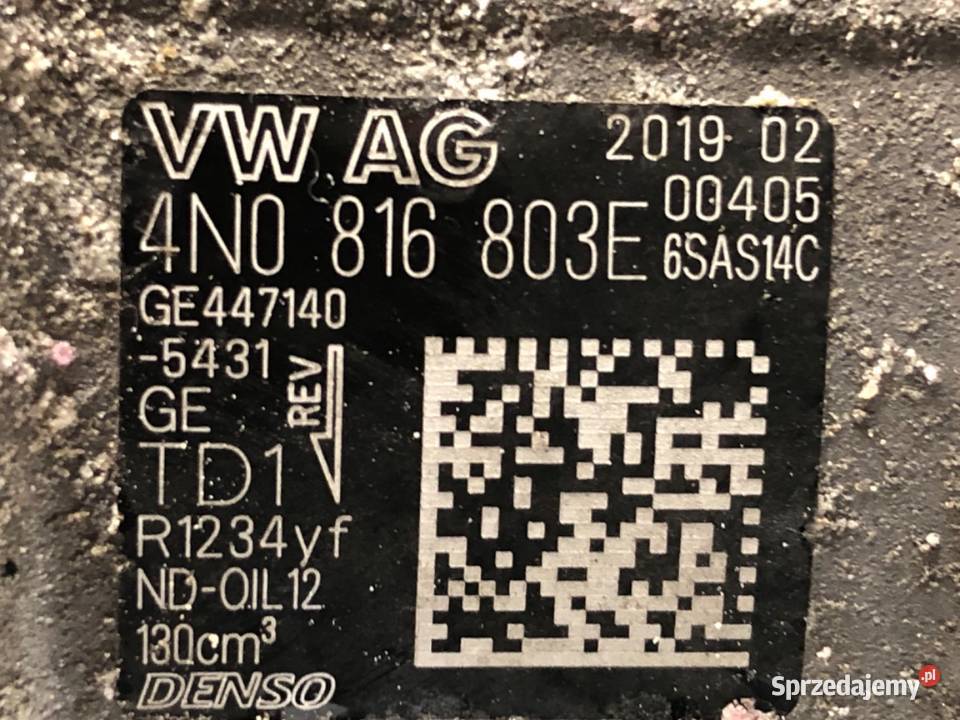 VW AG 2019 02
00405
4N0 816 803E 6SAS14C
GE447140
-5431
REV
GE
TD1
R1234yf
ND-OIL12
130cm³
DENSO
Sprzedajemy.pl